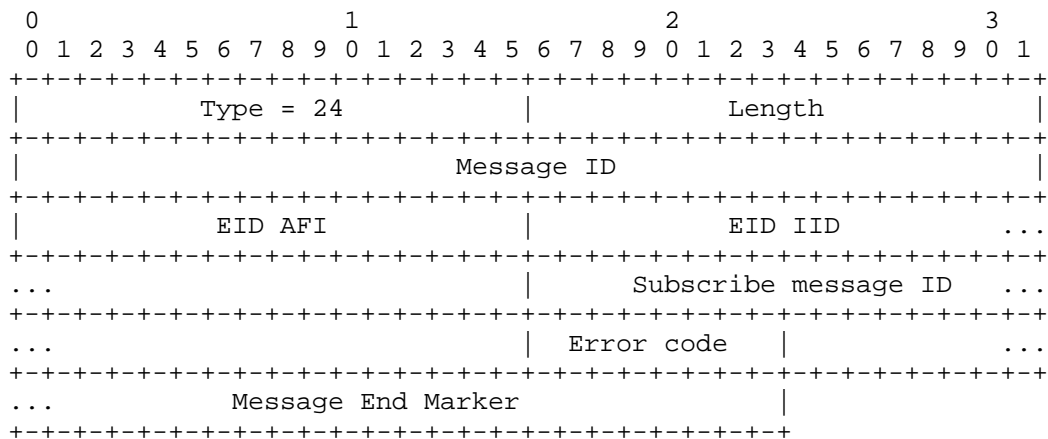 0                   1                   2                   3
 0 1 2 3 4 5 6 7 8 9 0 1 2 3 4 5 6 7 8 9 0 1 2 3 4 5 6 7 8 9 0 1
+-+-+-+-+-+-+-+-+-+-+-+-+-+-+-+-+-+-+-+-+-+-+-+-+-+-+-+-+-+-+-+-+
|           Type = 24           |            Length             |
+-+-+-+-+-+-+-+-+-+-+-+-+-+-+-+-+-+-+-+-+-+-+-+-+-+-+-+-+-+-+-+-+
|                           Message ID                          |
+-+-+-+-+-+-+-+-+-+-+-+-+-+-+-+-+-+-+-+-+-+-+-+-+-+-+-+-+-+-+-+-+
|            EID AFI            |            EID IID          ...
+-+-+-+-+-+-+-+-+-+-+-+-+-+-+-+-+-+-+-+-+-+-+-+-+-+-+-+-+-+-+-+-+
...                             |      Subscribe message ID   ...
+-+-+-+-+-+-+-+-+-+-+-+-+-+-+-+-+-+-+-+-+-+-+-+-+-+-+-+-+-+-+-+-+
...                             |  Error code   |             ...
+-+-+-+-+-+-+-+-+-+-+-+-+-+-+-+-+-+-+-+-+-+-+-+-+-+-+-+-+-+-+-+-+
...           Message End Marker                |
+-+-+-+-+-+-+-+-+-+-+-+-+-+-+-+-+-+-+-+-+-+-+-+-+